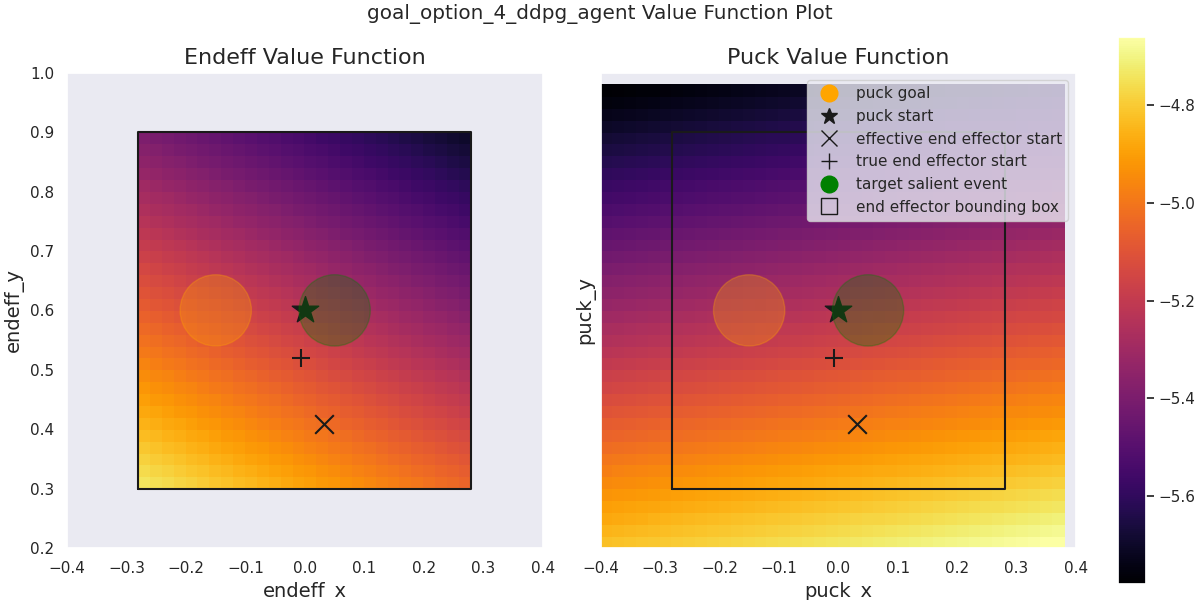 goal_option_4_ddpg_agent Value Function Plot
Endeff Value Function
endeff_y
1.0
0.9
0.8
0.7
0.6
0.5
0.4
0.3
0.2
−0.4 −0.3 −0.2 −0.1 0.0 0.1 0.2 0.3 0.4
endeff_x
Puck Value Function
puck_y
puck goal
puck start
effective end effector start
true end effector start
target salient event
end effector bounding box
−0.4 −0.3 −0.2 −0.1 0.0 0.1 0.2 0.3 0.4
puck_x
−4.8
−5.0
−5.2
−5.4
−5.6